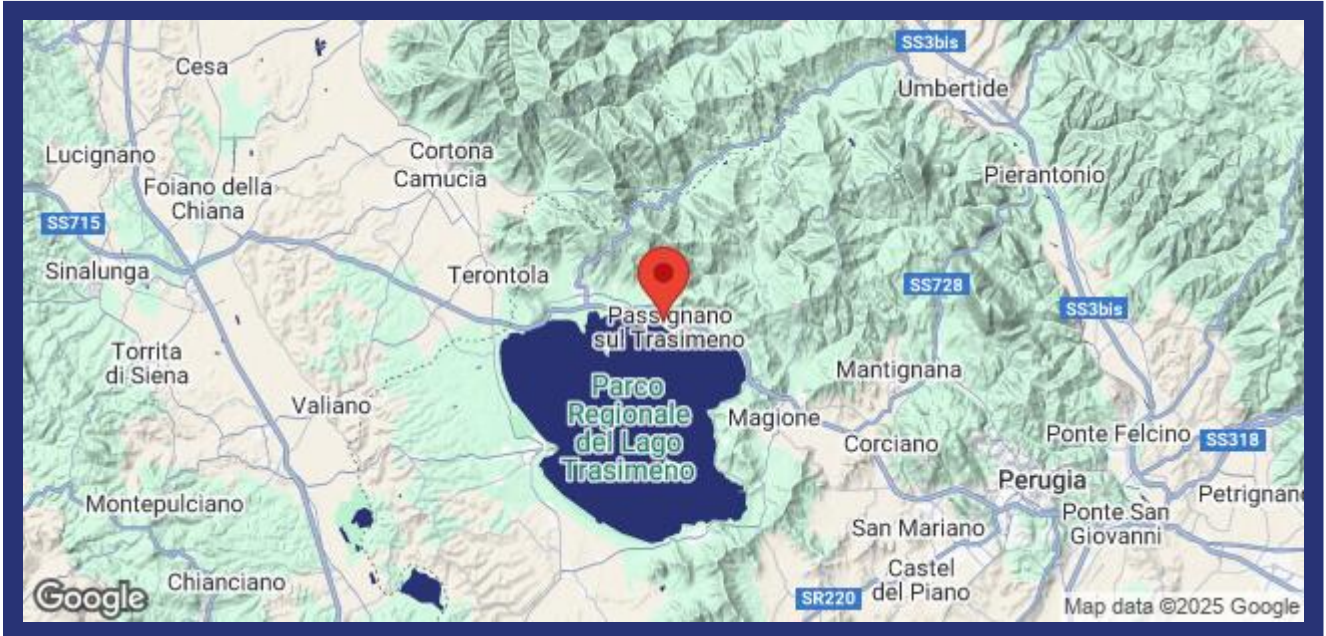 SS3bis
Cesa
Umbertide
Lucignano
Cortona
Camucia
Pierantonio
Foiano della
Chiana
SS715
Sinalunga
Terontola
SS728
SS3bis
Passignano
sul Trasimeno
Torrita
di Siena
Mantignana
Parco
Regionale
del Lago
Trasimeno
Valiano
Magione
Corciano
Ponte Felcino
SS318
Perugia
Montepulciano
Petrignano
Ponte San
Giovanni
San Mariano
Chianciano
Castel
del Piano
SR220
Google
Map data ©2025 Google